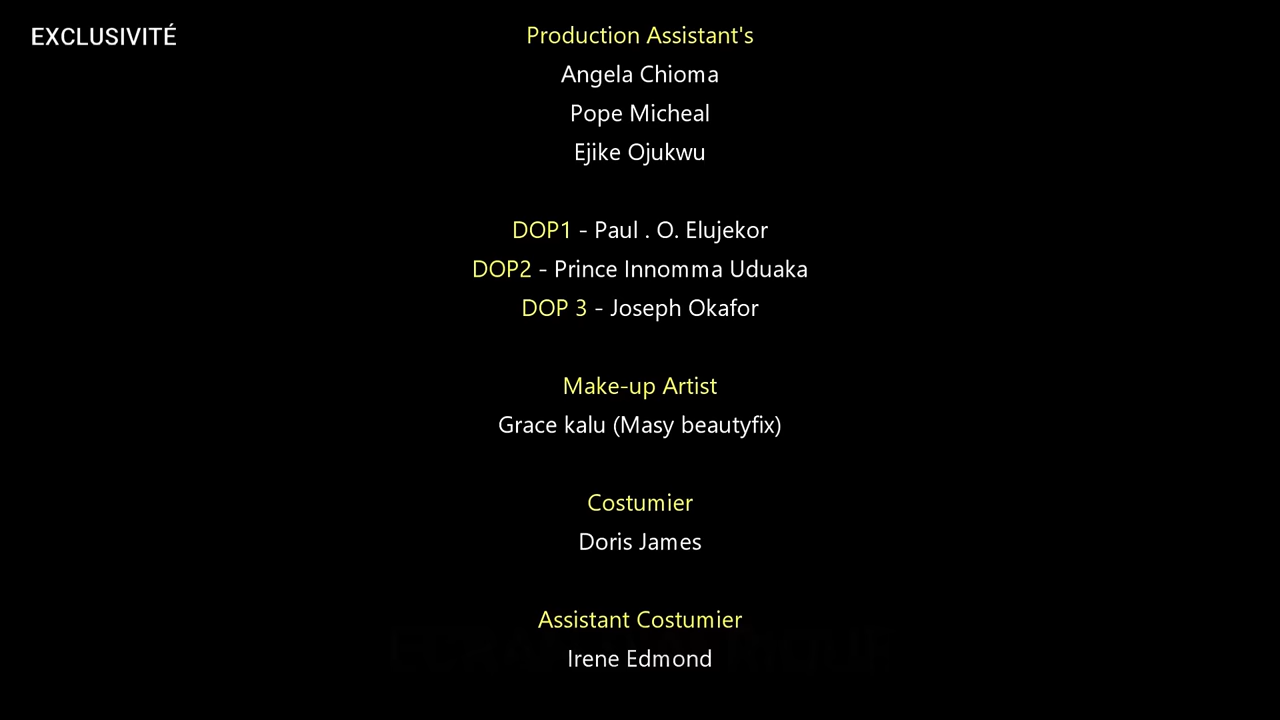 EXCLUSIVITÉ
Production Assistant's
Angela Chioma
Pope Micheal
Ejike Ojukwu
DOP1 - Paul . O. Elujekor
DOP2 - Prince Innomma Uduaka
DOP 3 - Joseph Okafor
Make-up Artist
Grace kalu (Masy beautyfix)
Costumier
Doris James
Assistant Costumier
Irene Edmond